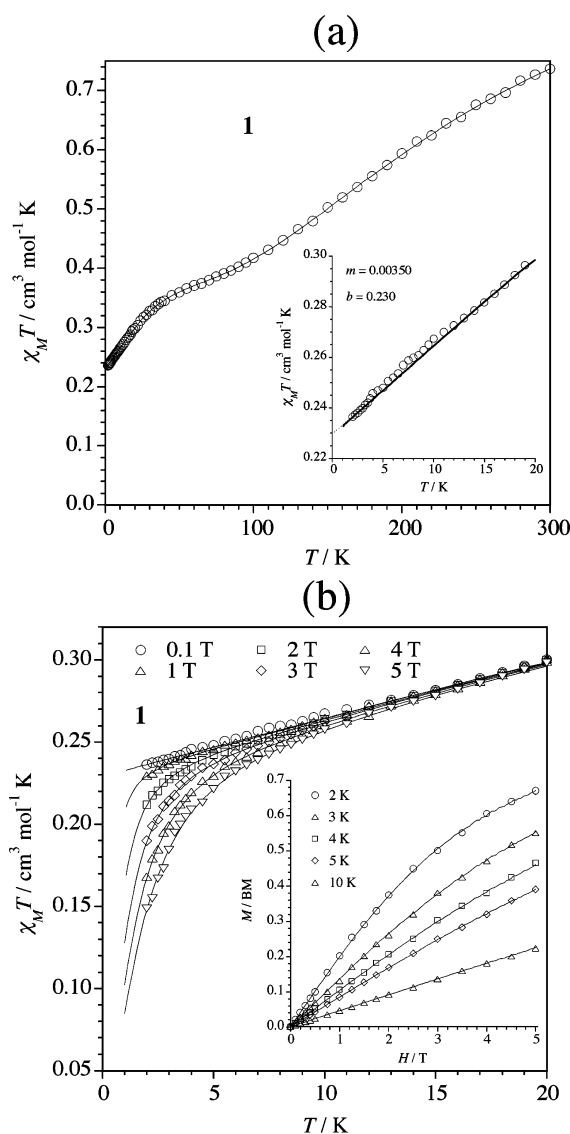 (a)
0.7
0.6
0.5
0.4
0.3
0.2
0.1
0.0
χ_M T / cm³ mol⁻¹ K
1
0 100 200 300
T / K
0.30
0.28
0.26
0.24
0.22
χ_M T / cm³ mol⁻¹ K
m = 0.00350
b = 0.230
0 5 10 15 20
T / K
(b)
0.30
0.25
0.20
0.15
0.10
0.05
χ_M T / cm³ mol⁻¹ K
0.1 T 2 T 4 T
1 T 3 T 5 T
1
0 5 10 15 20
T / K
0.7
0.6
0.5
0.4
0.3
0.2
0.1
0.0
M / BM
2 K
3 K
4 K
5 K
10 K
0 1 2 3 4 5
H / T